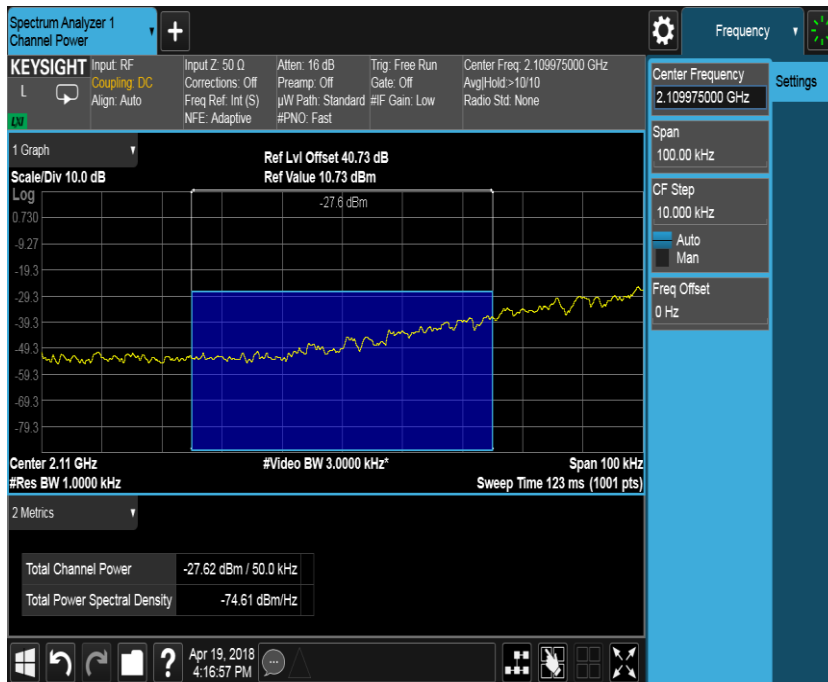 Spectrum Analyzer 1
Channel Power
+
Frequency
KEYSIGHT
L
LXI
Input: RF
Coupling: DC
Align: Auto
Input Z: 50 Ω
Corrections: Off
Freq Ref: Int (S)
NFE: Adaptive
Atten: 16 dB
Preamp: Off
µW Path: Standard
#PNO: Fast
Trig: Free Run
Gate: Off
#IF Gain: Low
Center Freq: 2.109975000 GHz
Avg|Hold:>10/10
Radio Std: None
Center Frequency
2.109975000 GHz
Settings
Span
100.00 kHz
CF Step
10.000 kHz
Auto
Man
Freq Offset
0 Hz
1 Graph
Scale/Div 10.0 dB
Ref Lvl Offset 40.73 dB
Ref Value 10.73 dBm
Log
-27.6 dBm
0.730
-9.27
-19.3
-29.3
-39.3
-49.3
-59.3
-69.3
-79.3
Center 2.11 GHz
#Video BW 3.0000 kHz*
Span 100 kHz
#Res BW 1.0000 kHz
Sweep Time 123 ms (1001 pts)
2 Metrics
Total Channel Power -27.62 dBm / 50.0 kHz
Total Power Spectral Density -74.61 dBm/Hz
?
Apr 19, 2018
4:16:57 PM